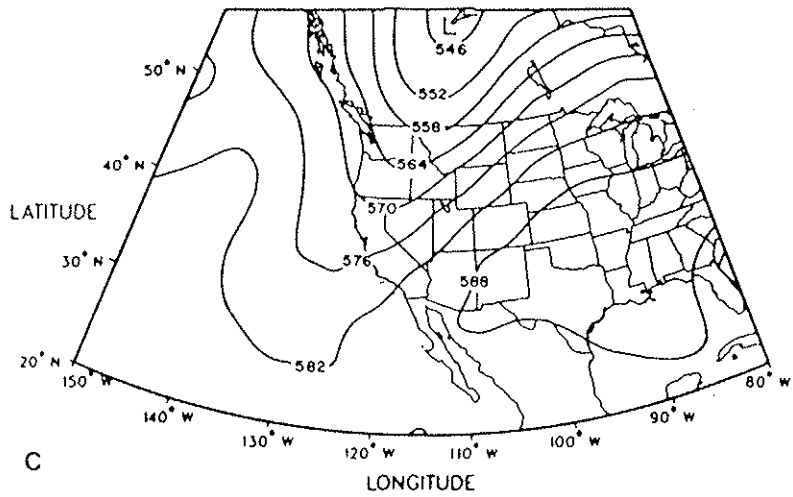 L
546
50° N
552
558
40° N
564
LATITUDE
570
576
30° N
588
582
20° N
150° W
140° W
130° W
120° W
110° W
100° W
90° W
80° W
C
LONGITUDE